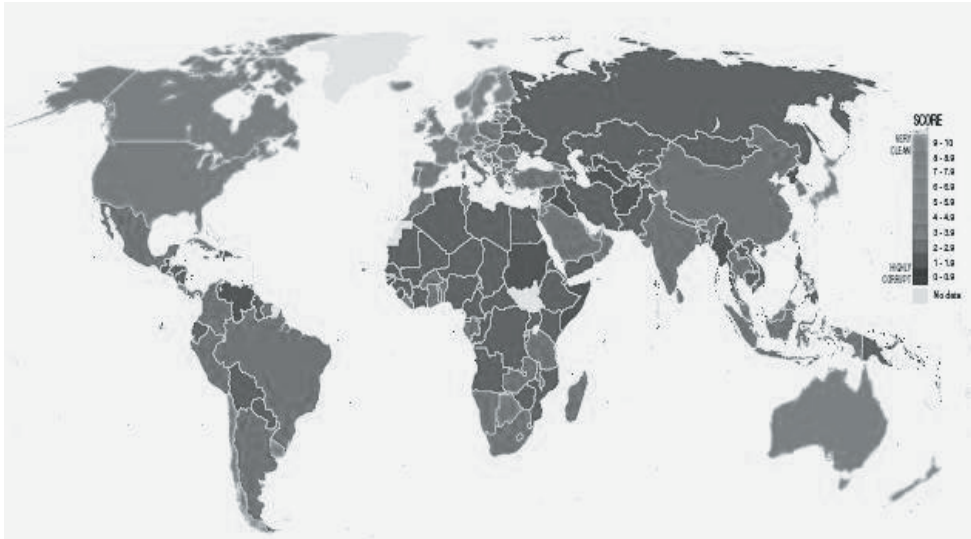 SCORE
VERY
CLEAN
9 - 10
8 - 8.9
7 - 7.9
6 - 6.9
5 - 5.9
4 - 4.9
3 - 3.9
2 - 2.9
1 - 1.9
HIGHLY
CORRUPT
0 - 0.9
No data